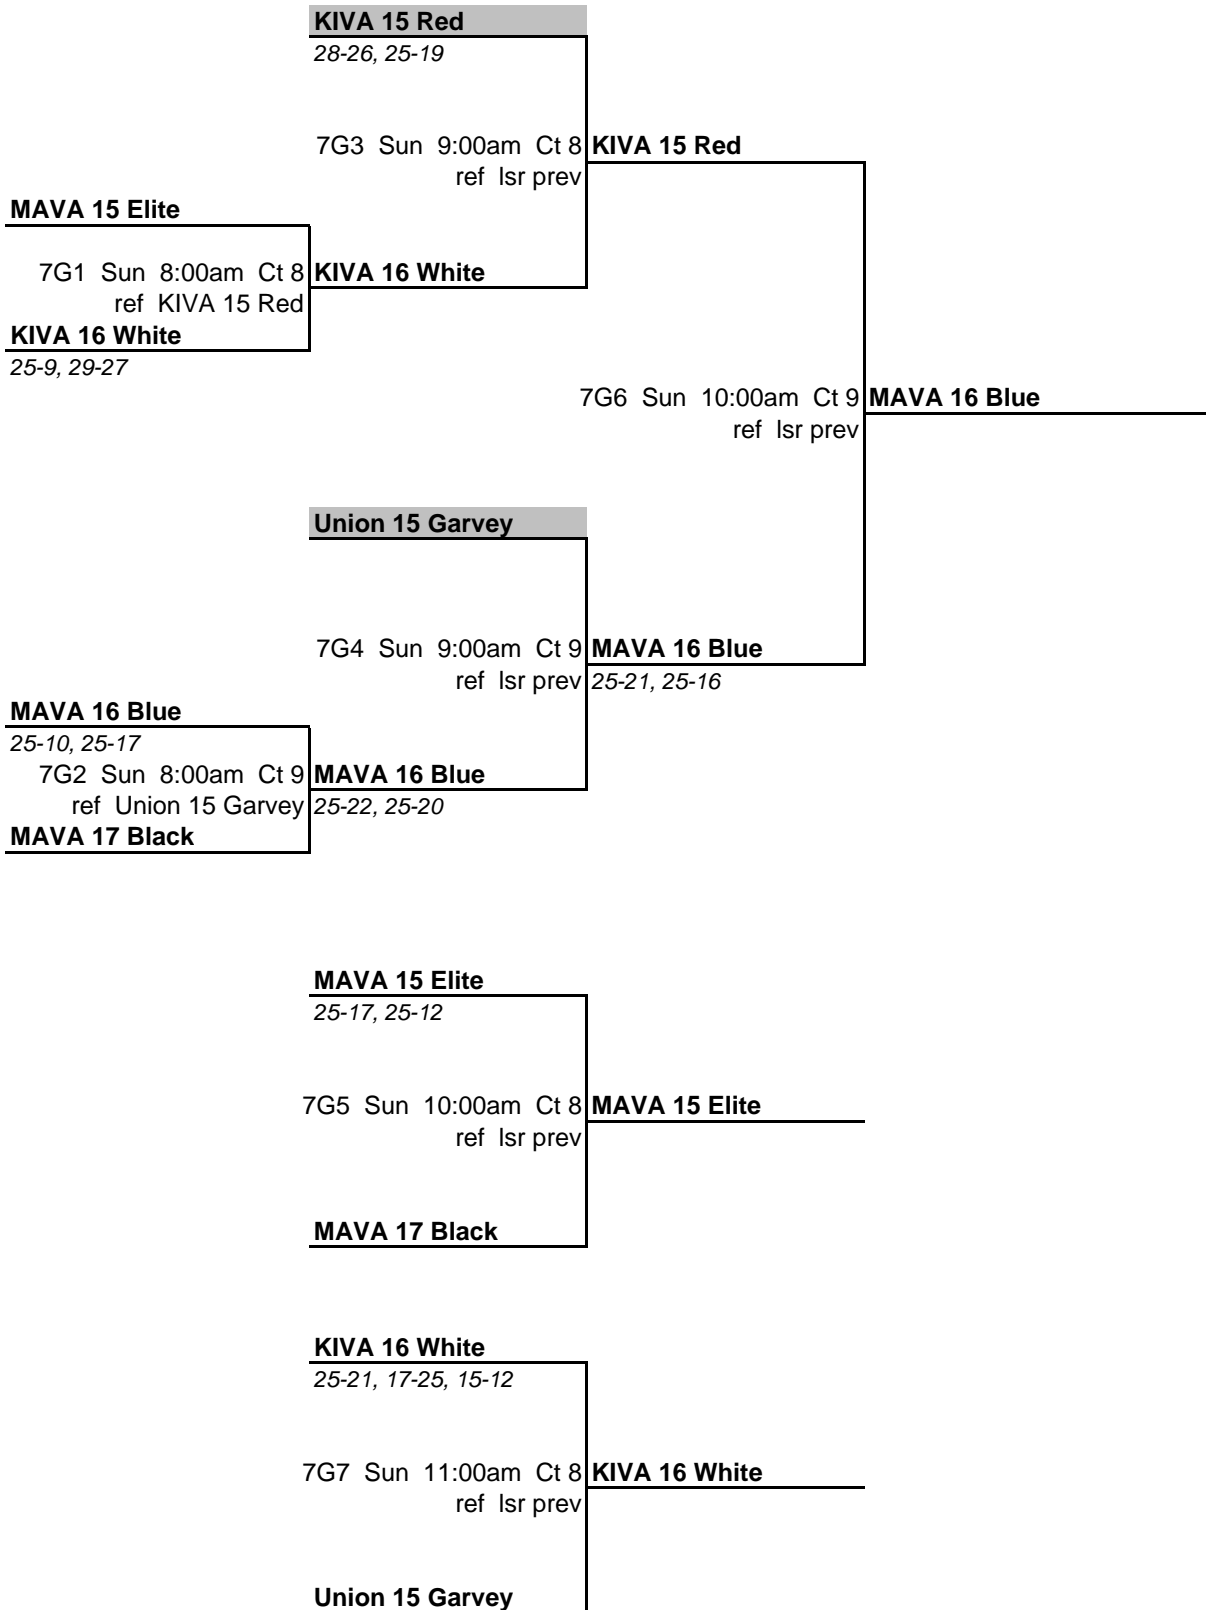 KIVA 15 Red
28-26, 25-19
7G3 Sun 9:00am Ct 8 KIVA 15 Red
ref lsr prev
MAVA 15 Elite
7G1 Sun 8:00am Ct 8 KIVA 16 White
ref KIVA 15 Red
KIVA 16 White
25-9, 29-27
7G6 Sun 10:00am Ct 9 MAVA 16 Blue
ref lsr prev
Union 15 Garvey
7G4 Sun 9:00am Ct 9 MAVA 16 Blue
ref lsr prev 25-21, 25-16
MAVA 16 Blue
25-10, 25-17
7G2 Sun 8:00am Ct 9 MAVA 16 Blue
ref Union 15 Garvey 25-22, 25-20
MAVA 17 Black
MAVA 15 Elite
25-17, 25-12
7G5 Sun 10:00am Ct 8 MAVA 15 Elite
ref lsr prev
MAVA 17 Black
KIVA 16 White
25-21, 17-25, 15-12
7G7 Sun 11:00am Ct 8 KIVA 16 White
ref lsr prev
Union 15 Garvey